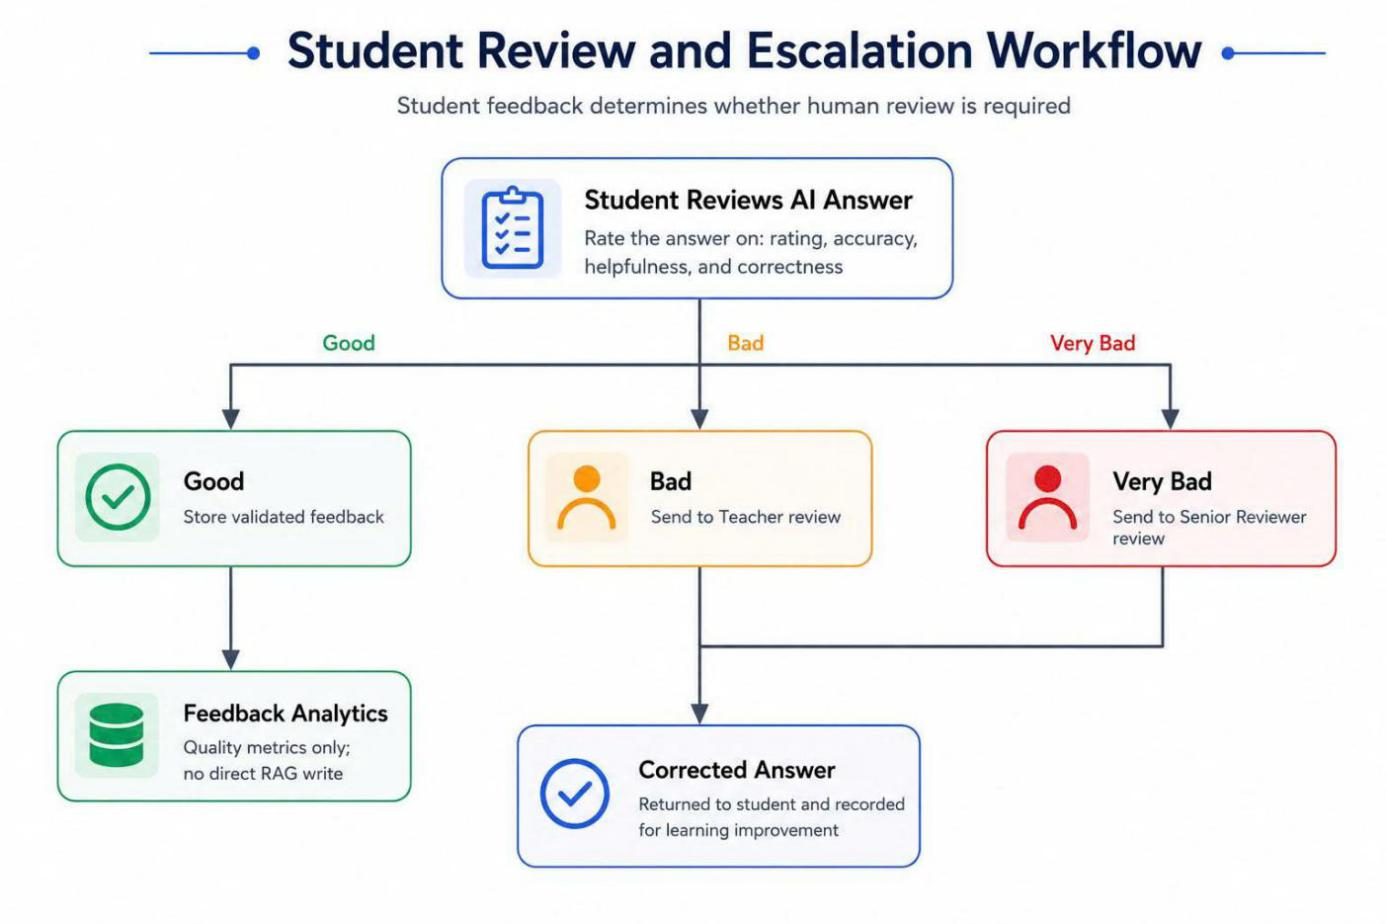 Student Review and Escalation Workflow
Student feedback determines whether human review is required
Student Reviews AI Answer
Rate the answer on: rating, accuracy,
helpfulness, and correctness
Good
Bad
Very Bad
Good
Store validated feedback
Bad
Send to Teacher review
Very Bad
Send to Senior Reviewer
review
Feedback Analytics
Quality metrics only;
no direct RAG write
Corrected Answer
Returned to student and recorded
for learning improvement